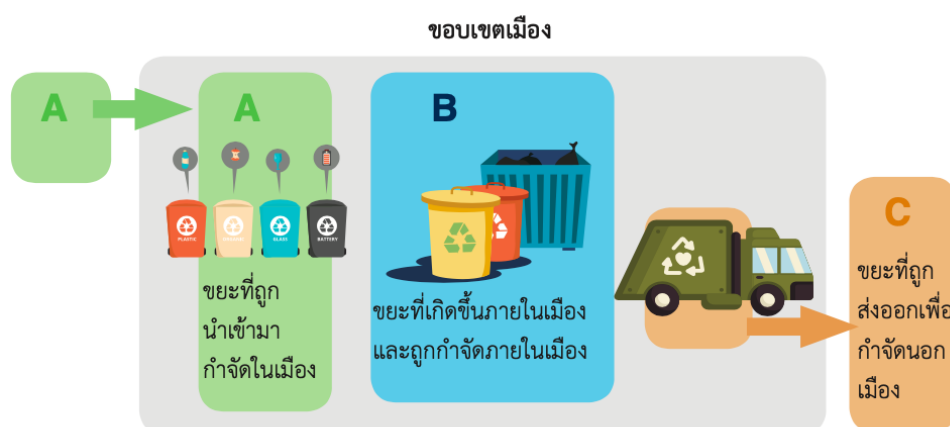 ขอบเขตเมือง
A
A
ขยะที่ถูก
นำเข้ามา
กำจัดในเมือง
PLASTIC
GLASS
BATTERY
B
ขยะที่เกิดขึ้นภายในเมือง
และถูกกำจัดภายในเมือง
C
ขยะที่ถูก
ส่งออกเพื่อ
กำจัดนอก
เมือง